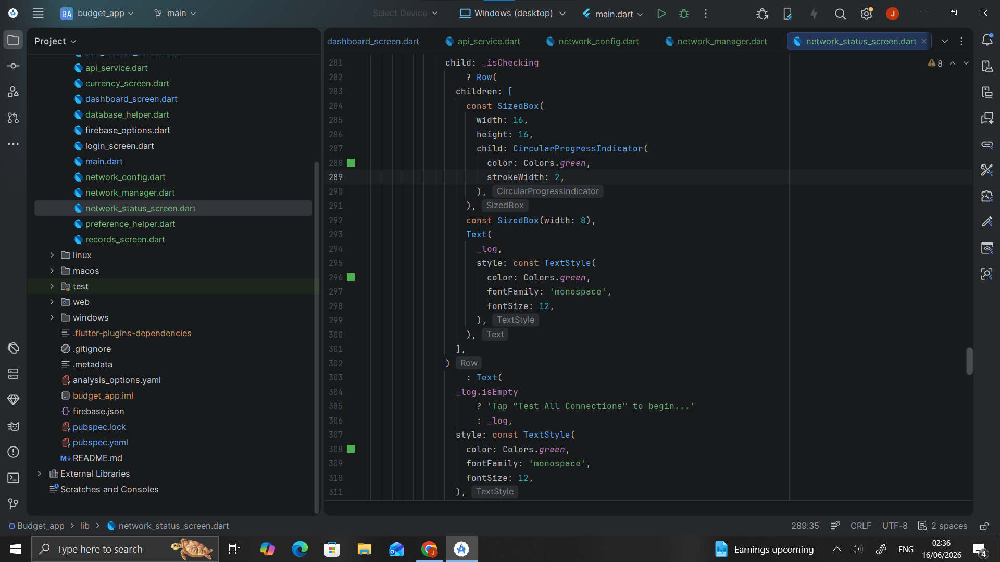 BA budget_app
main
Select Device
Windows (desktop)
main.dart
J
Project
dashboard_screen.dart
api_service.dart
network_config.dart
network_manager.dart
network_status_screen.dart
add_income_screen.dart
api_service.dart
currency_screen.dart
dashboard_screen.dart
database_helper.dart
firebase_options.dart
login_screen.dart
main.dart
network_config.dart
network_manager.dart
network_status_screen.dart
preference_helper.dart
records_screen.dart
linux
macos
test
web
windows
.flutter-plugins-dependencies
.gitignore
.metadata
analysis_options.yaml
budget_app.iml
firebase.json
pubspec.lock
pubspec.yaml
M↓ README.md
External Libraries
Scratches and Consoles
8
281 child: _isChecking
282 ? Row(
283 children: [
284 const SizedBox(
285 width: 16,
286 height: 16,
287 child: CircularProgressIndicator(
288 color: Colors.green,
289 strokeWidth: 2,
290 ), CircularProgressIndicator
291 ), SizedBox
292 const SizedBox(width: 8),
293 Text(
294 _log,
295 style: const TextStyle(
296 color: Colors.green,
297 fontFamily: 'monospace',
298 fontSize: 12,
299 ), TextStyle
300 ), Text
301 ],
302 ) Row
303 : Text(
304 _log.isEmpty
305 ? 'Tap "Test All Connections" to begin...'
306 : _log,
307 style: const TextStyle(
308 color: Colors.green,
309 fontFamily: 'monospace',
310 fontSize: 12,
311 ), TextStyle
Budget_app > lib > network_status_screen.dart
289:35
CRLF
UTF-8
2 spaces
Type here to search
J
Earnings upcoming
ENG
02:36
16/06/2026
4